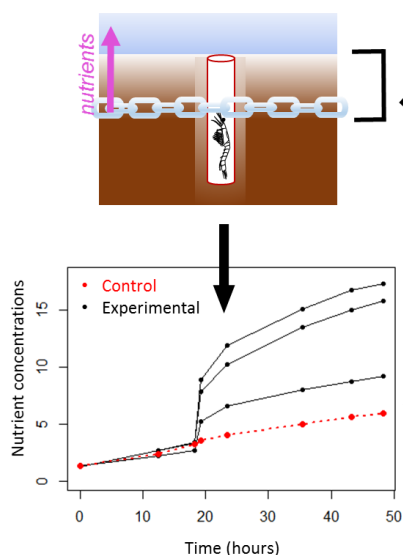 nutrients
Control
Experimental
Nutrient concentrations
15
10
5
0
0 10 20 30 40 50
Time (hours)